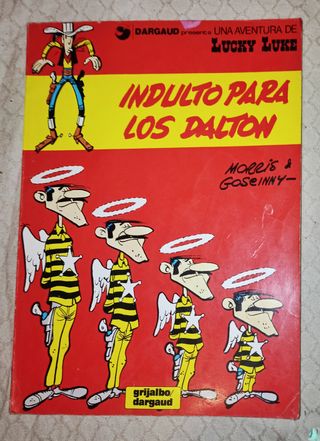 DARGAUD presenta UNA AVENTURA DE
LUCKY LUKE
INDULTO PARA
LOS DALTON
MORRIS &
GOSCINNY
grijalbo/
dargaud